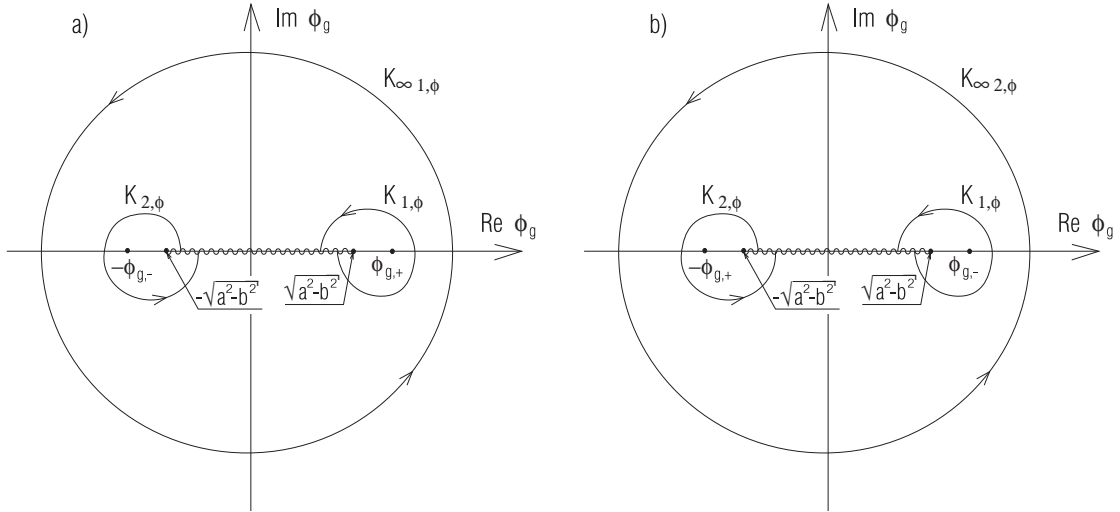 a)
Im ϕg
K∞ 1,ϕ
K2,ϕ
K1,ϕ
Re ϕg
−ϕg,-
ϕg,+
−√a²−b²
√a²−b²
b)
Im ϕg
K∞ 2,ϕ
K2,ϕ
K1,ϕ
Re ϕg
−ϕg,+
ϕg,-
−√a²−b²
√a²−b²